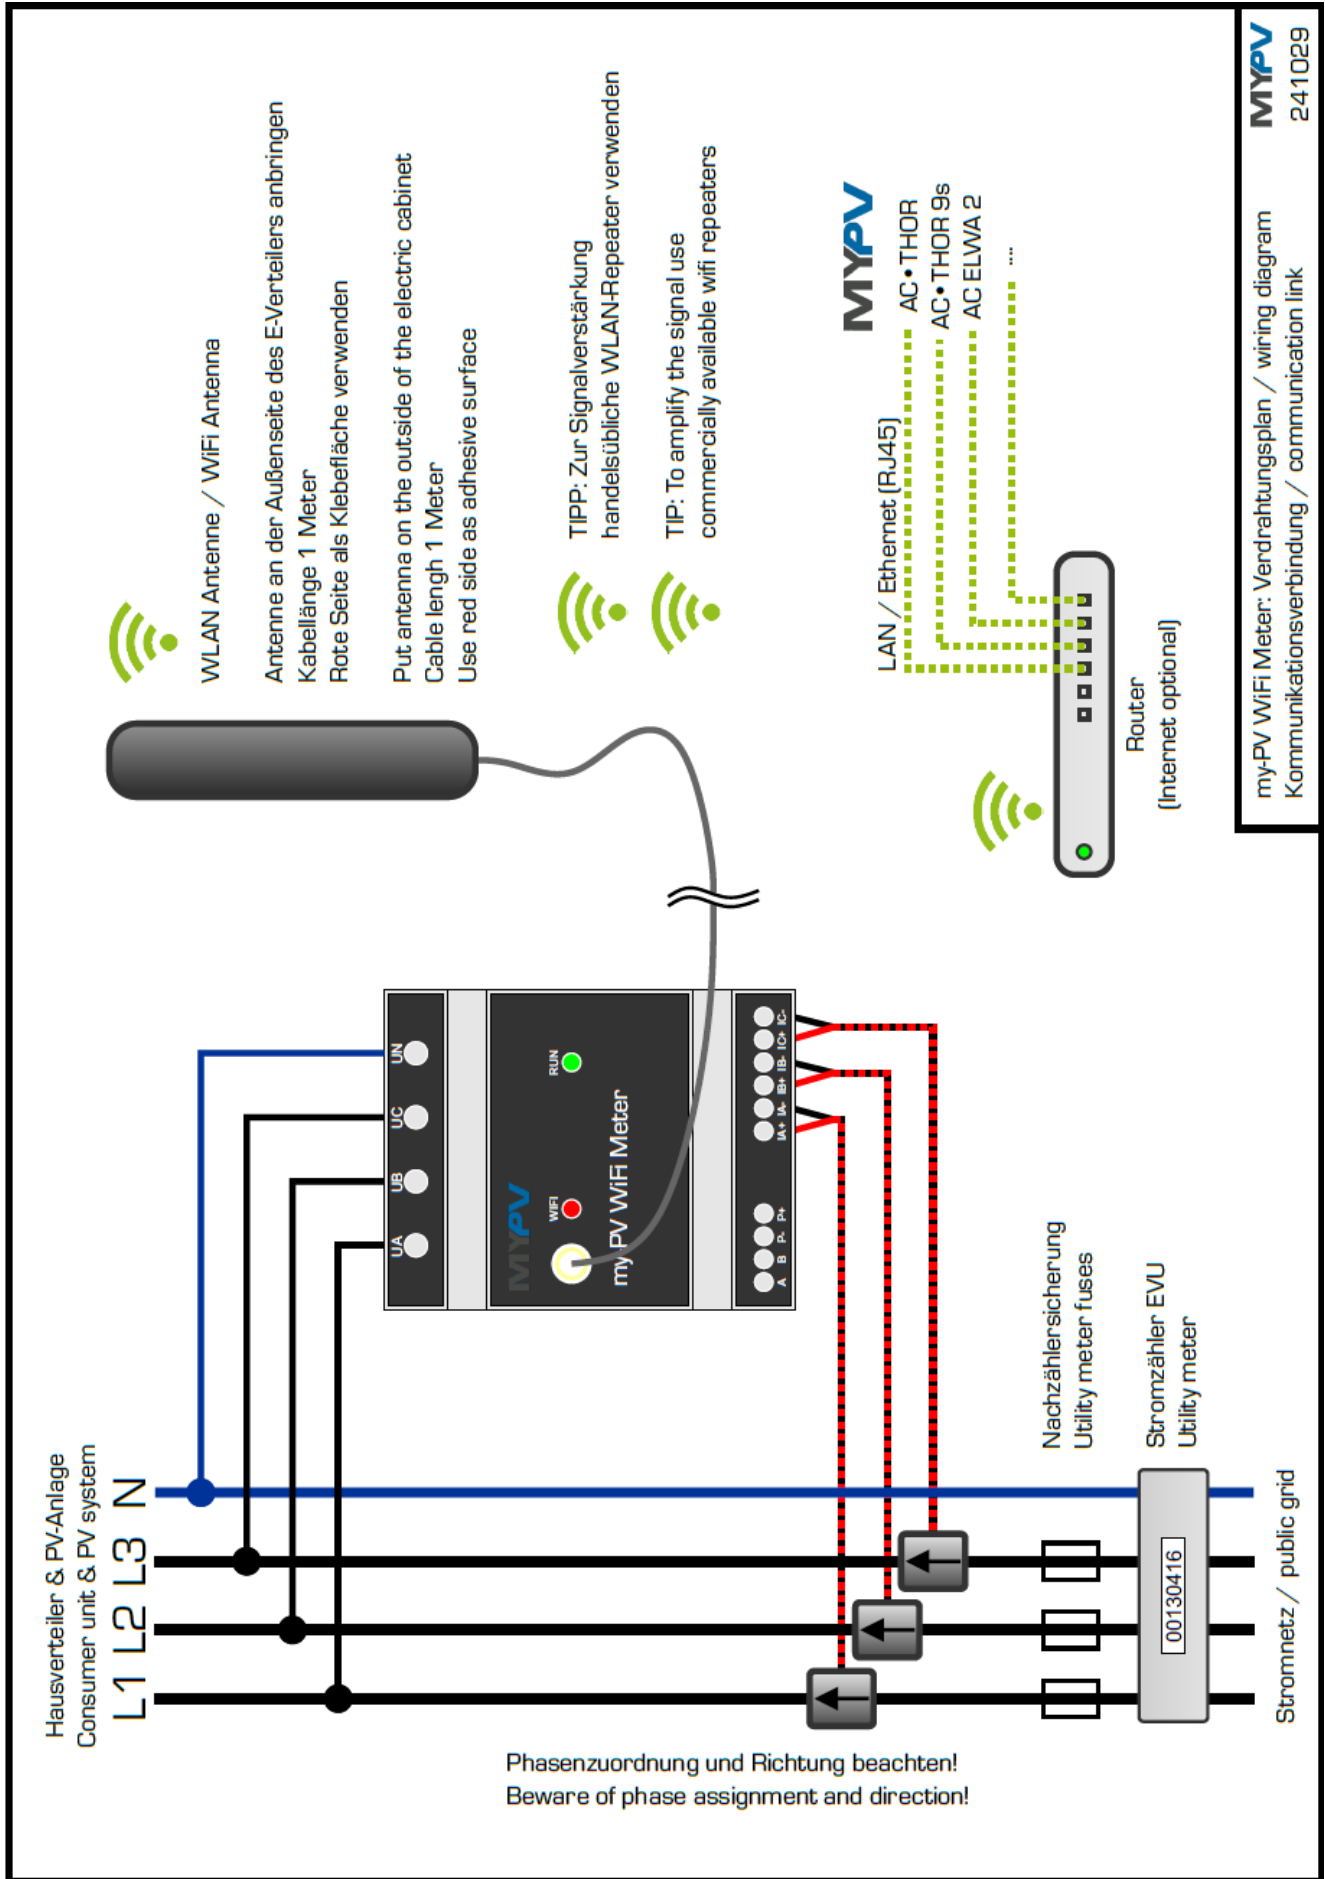 Hausverteiler & PV-Anlage
Consumer unit & PV system
L1 L2 L3 N
UA UB UC UN
MYPV
WIFI
RUN
my-PV WiFi Meter
A B P- P+ IA+ IA- IB+ IB- IC+ IC-
Phasenzuordnung und Richtung beachten!
Beware of phase assignment and direction!
Nachzählersicherung
Utility meter fuses
Stromzähler EVU
Utility meter
00130416
Stromnetz / public grid
WLAN Antenne / WiFi Antenna
Antenne an der Außenseite des E-Verteilers anbringen
Kabellänge 1 Meter
Rote Seite als Klebefläche verwenden
Put antenna on the outside of the electric cabinet
Cable lengh 1 Meter
Use red side as adhesive surface
TIPP: Zur Signalverstärkung
handelsübliche WLAN-Repeater verwenden
TIP: To amplify the signal use
commercially available wifi repeaters
MYPV
LAN / Ethernet (RJ45)
AC•THOR
AC•THOR 9s
AC ELWA 2
....
Router
(Internet optional)
my-PV WiFi Meter: Verdrahtungsplan / wiring diagram
Kommunikationsverbindung / communication link
MYPV
241029